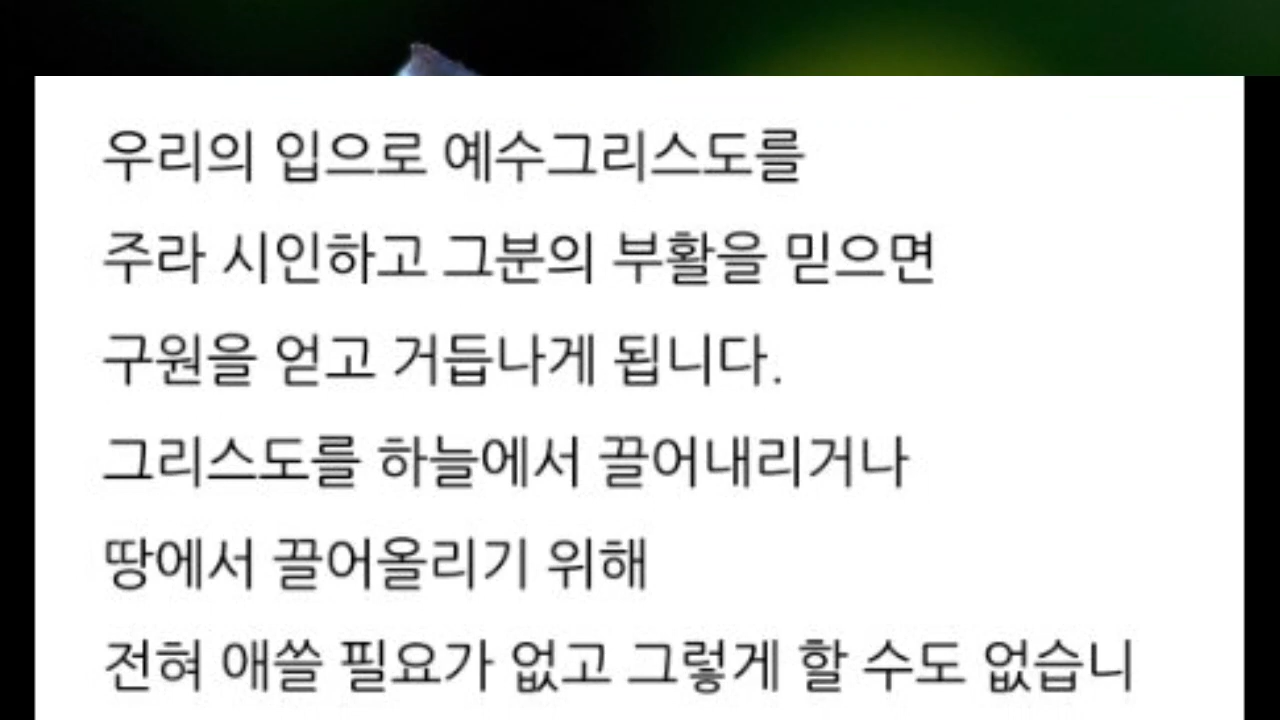 우리의 입으로 예수그리스도를
주라 시인하고 그분의 부활을 믿으면
구원을 얻고 거듭나게 됩니다.
그리스도를 하늘에서 끌어내리거나
땅에서 끌어올리기 위해
전혀 애쓸 필요가 없고 그렇게 할 수도 없습니